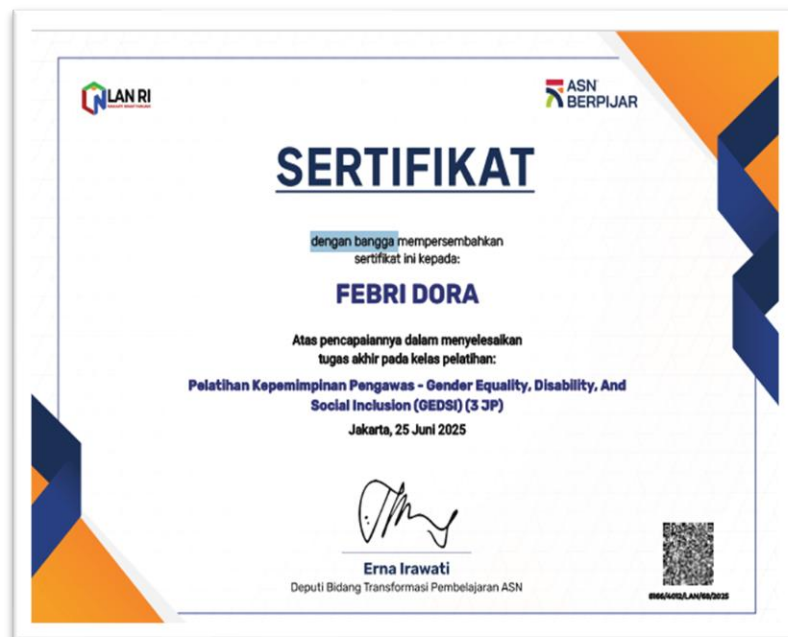 LAN RI
ASN
BERPIJAR
SERTIFIKAT
dengan bangga mempersembahkan
sertifikat ini kepada:
FEBRI DORA
Atas pencapaiannya dalam menyelesaikan
tugas akhir pada kelas pelatihan:
Pelatihan Kepemimpinan Pengawas - Gender Equality, Disability, And
Social Inclusion (GEDSI) (3 JP)
Jakarta, 25 Juni 2025
Erna Irawati
Deputi Bidang Transformasi Pembelajaran ASN